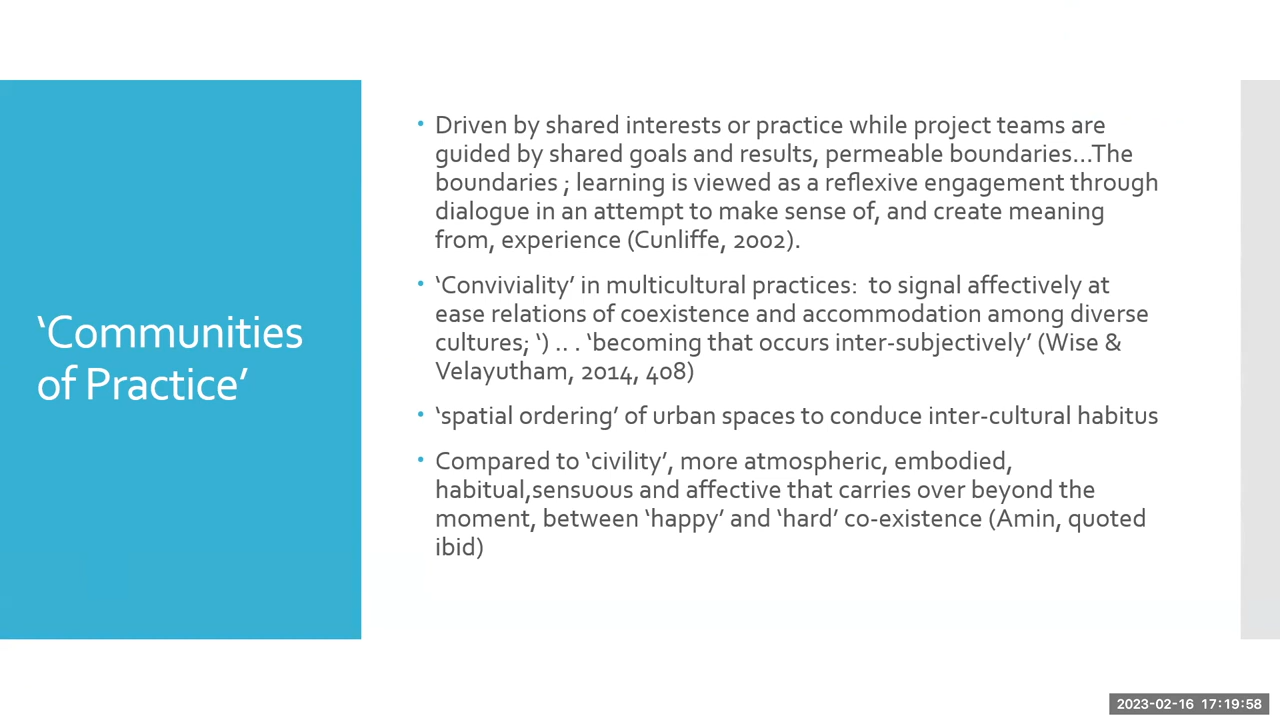 ‘Communities
of Practice’
• Driven by shared interests or practice while project teams are
guided by shared goals and results, permeable boundaries…The
boundaries ; learning is viewed as a reflexive engagement through
dialogue in an attempt to make sense of, and create meaning
from, experience (Cunliffe, 2002).
• ‘Conviviality’ in multicultural practices:  to signal affectively at
ease relations of coexistence and accommodation among diverse
cultures; ‘) .. . ‘becoming that occurs inter-subjectively’ (Wise &
Velayutham, 2014, 408)
• ‘spatial ordering’ of urban spaces to conduce inter-cultural habitus
• Compared to ‘civility’, more atmospheric, embodied,
habitual,sensuous and affective that carries over beyond the
moment, between ‘happy’ and ‘hard’ co-existence (Amin, quoted
ibid)
2023-02-16 17:19:58